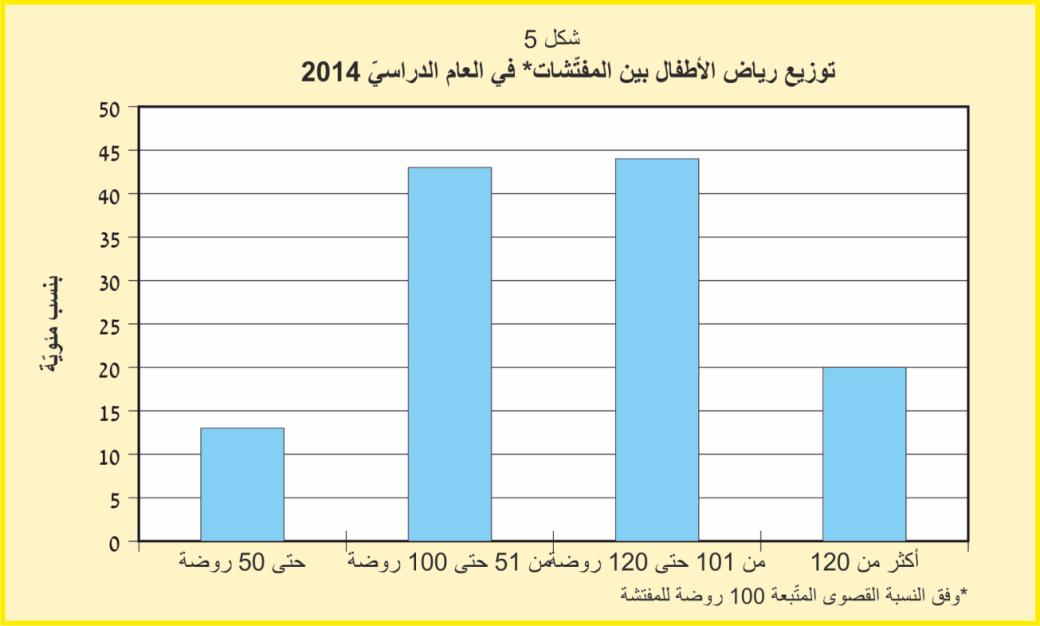 شكل 5
توزيع رياض الأطفال بين المفتّشات* في العام الدراسيّ 2014
بنسب مئويّة
50
45
40
35
30
25
20
15
10
5
0
حتى 50 روضة
من 51 حتى 100 روضة
من 101 حتى 120 روضة
أكثر من 120
*وفق النسبة القصوى المتّبعة 100 روضة للمفتشة